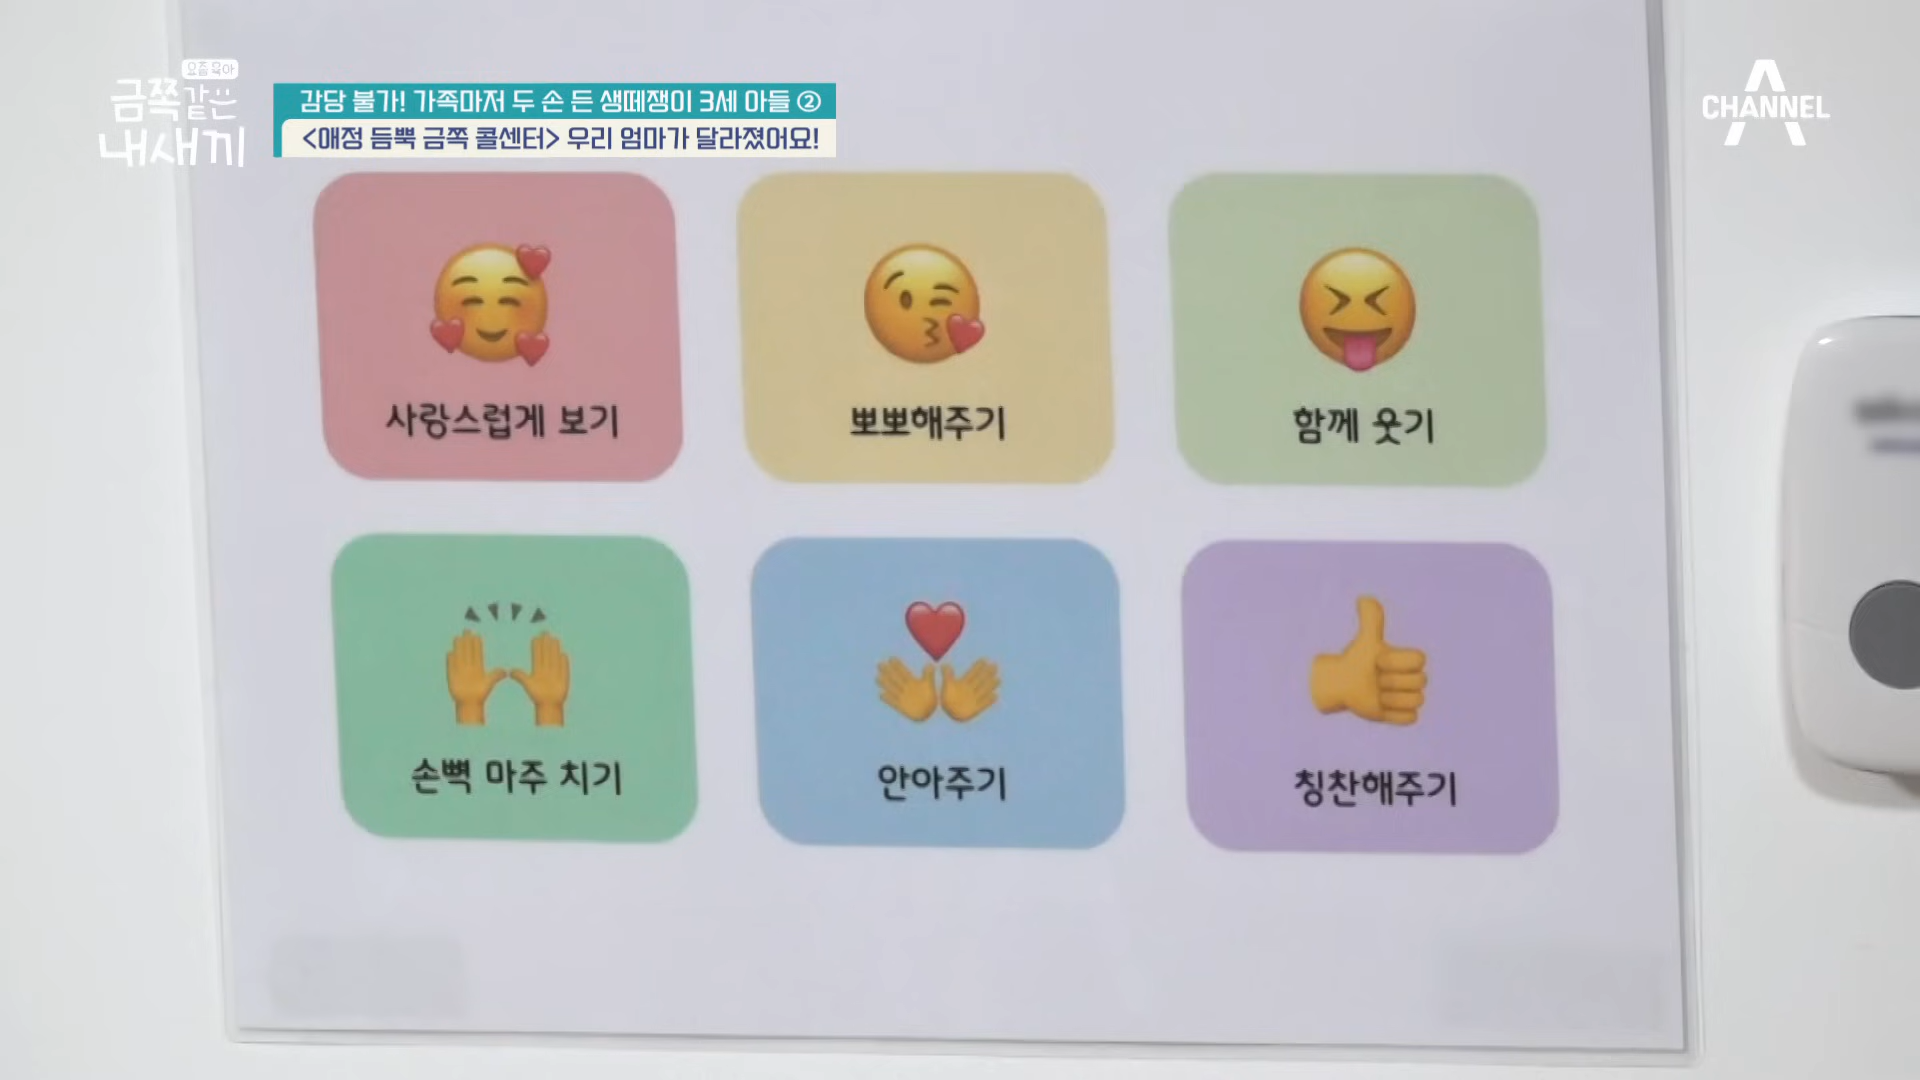 요즘 육아
금쪽같은
내새끼
감당 불가! 가족마저 두 손 든 생떼쟁이 3세 아들 ②
<애정 듬뿍 금쪽 콜센터> 우리 엄마가 달라졌어요!
CHANNEL A
사랑스럽게 보기
뽀뽀해주기
함께 웃기
손뼉 마주 치기
안아주기
칭찬해주기